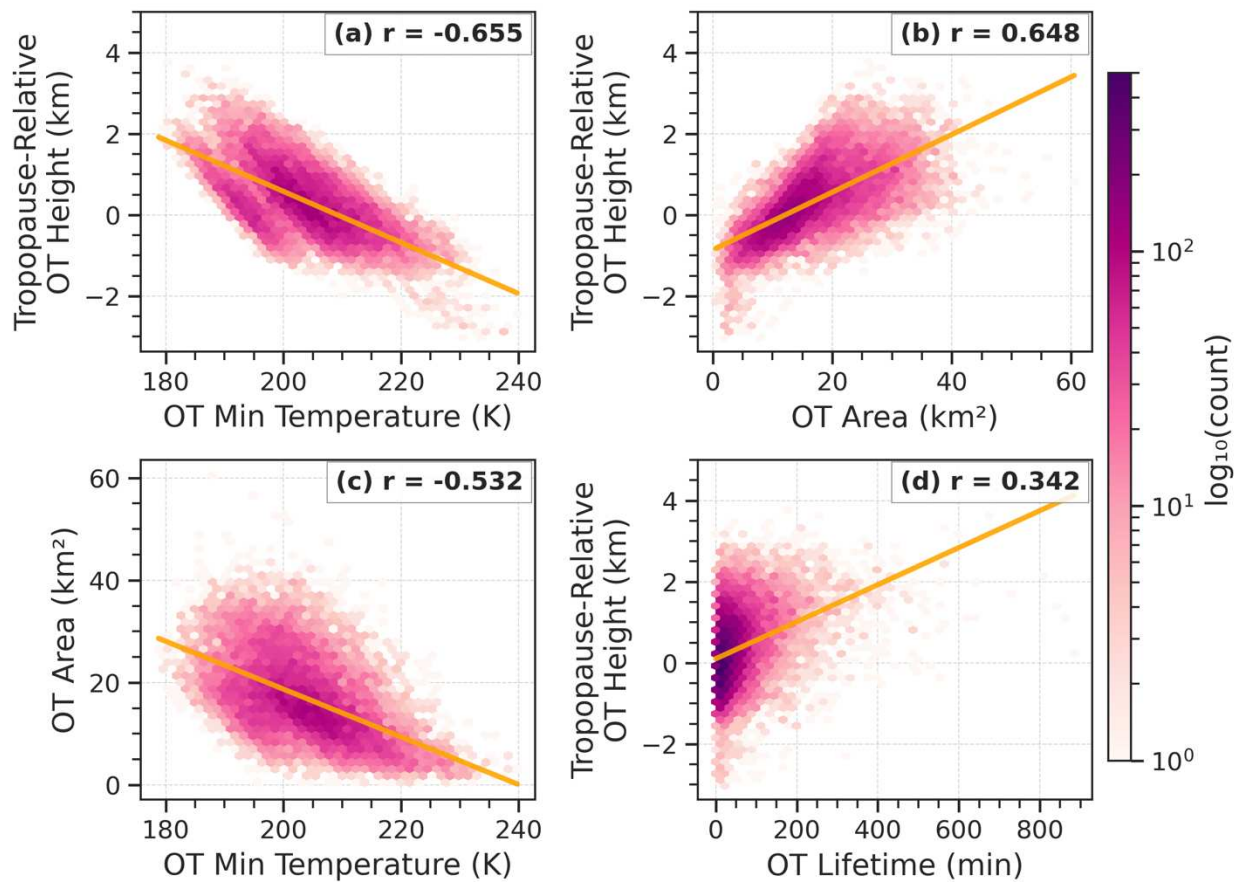 (a) r = -0.655
Tropopause-Relative
OT Height (km)
4
2
0
−2
180 200 220 240
OT Min Temperature (K)
(b) r = 0.648
Tropopause-Relative
OT Height (km)
4
2
0
−2
0 20 40 60
OT Area (km²)
(c) r = -0.532
OT Area (km²)
60
40
20
0
180 200 220 240
OT Min Temperature (K)
(d) r = 0.342
Tropopause-Relative
OT Height (km)
4
2
0
−2
0 200 400 600 800
OT Lifetime (min)
10²
10¹
10⁰
log₁₀(count)